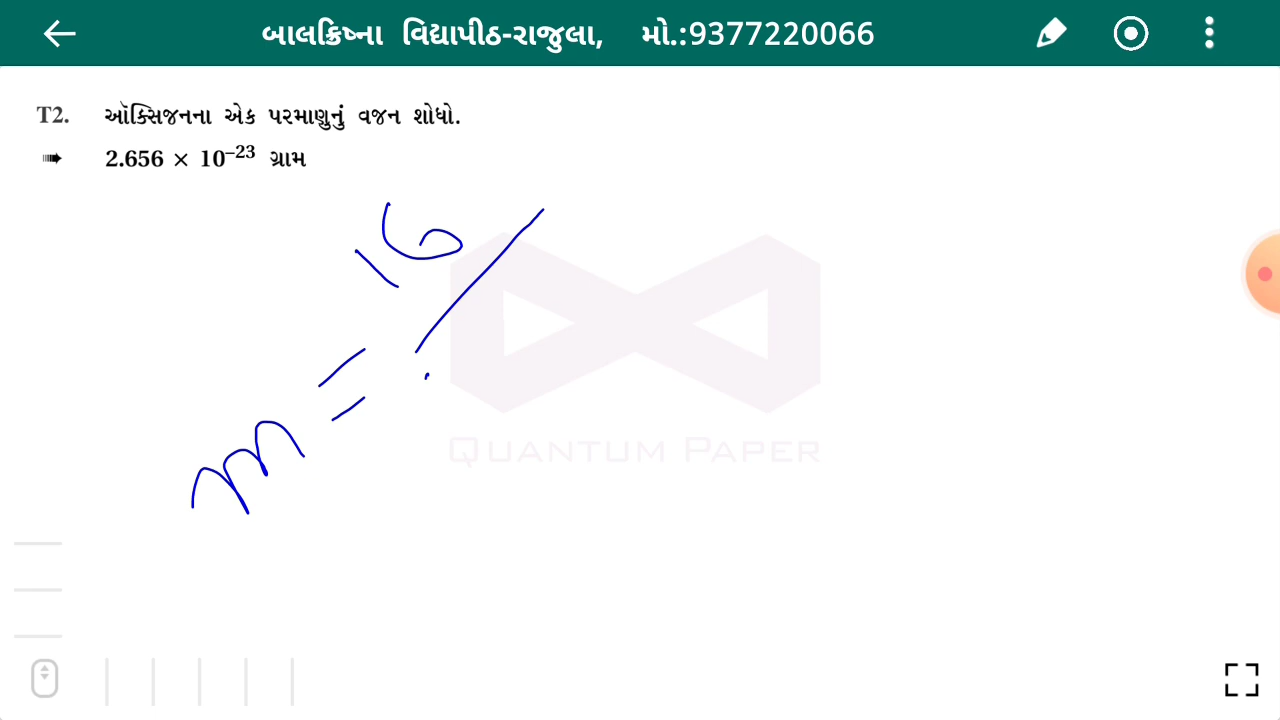 બાલક્રિષ્ના વિદ્યાપીઠ-રાજુલા, મો.:9377220066
T2. ઑક્સિજનના એક પરમાણુનું વજન શોધો.
➠ 2.656 × 10⁻²³ ગ્રામ
m = 16/
QUANTUM PAPER